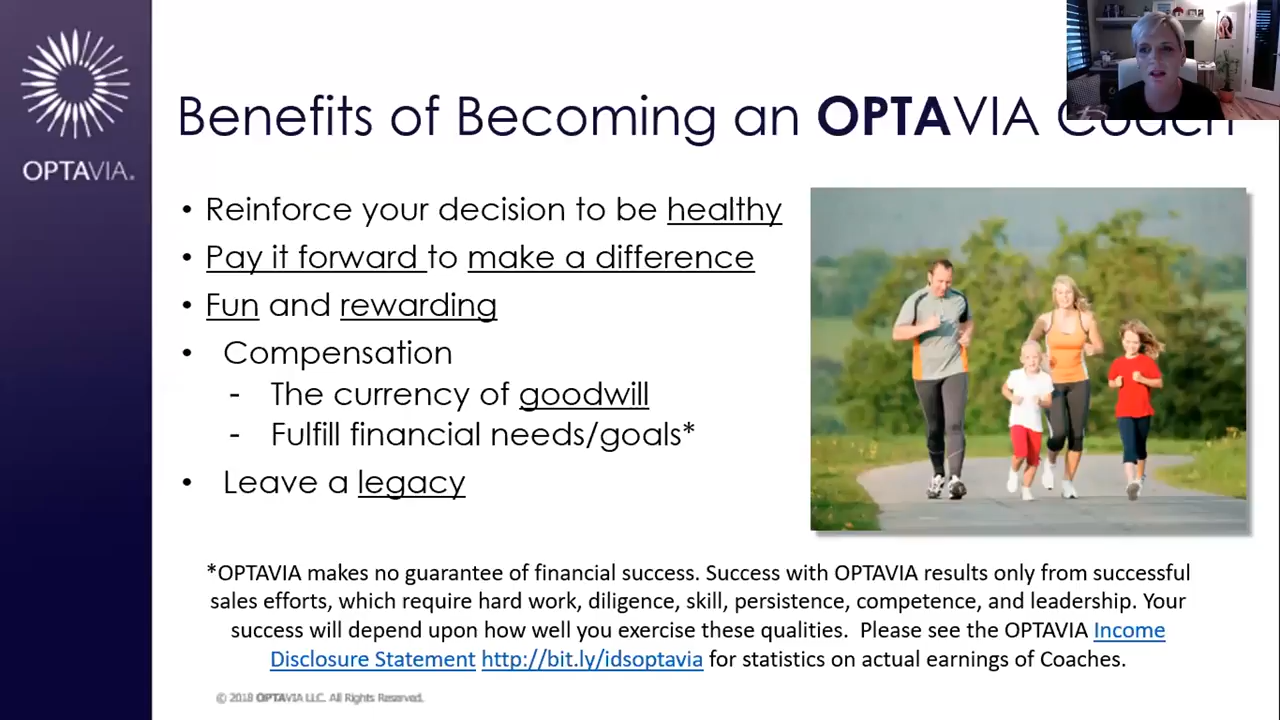 OPTAVIA.
Benefits of Becoming an OPTAVIA Coach
• Reinforce your decision to be healthy
• Pay it forward to make a difference
• Fun and rewarding
• Compensation
- The currency of goodwill
- Fulfill financial needs/goals*
• Leave a legacy
*OPTAVIA makes no guarantee of financial success. Success with OPTAVIA results only from successful
sales efforts, which require hard work, diligence, skill, persistence, competence, and leadership. Your
success will depend upon how well you exercise these qualities. Please see the OPTAVIA Income
Disclosure Statement http://bit.ly/idsoptavia for statistics on actual earnings of Coaches.
© 2018 OPTAVIA LLC. All Rights Reserved.